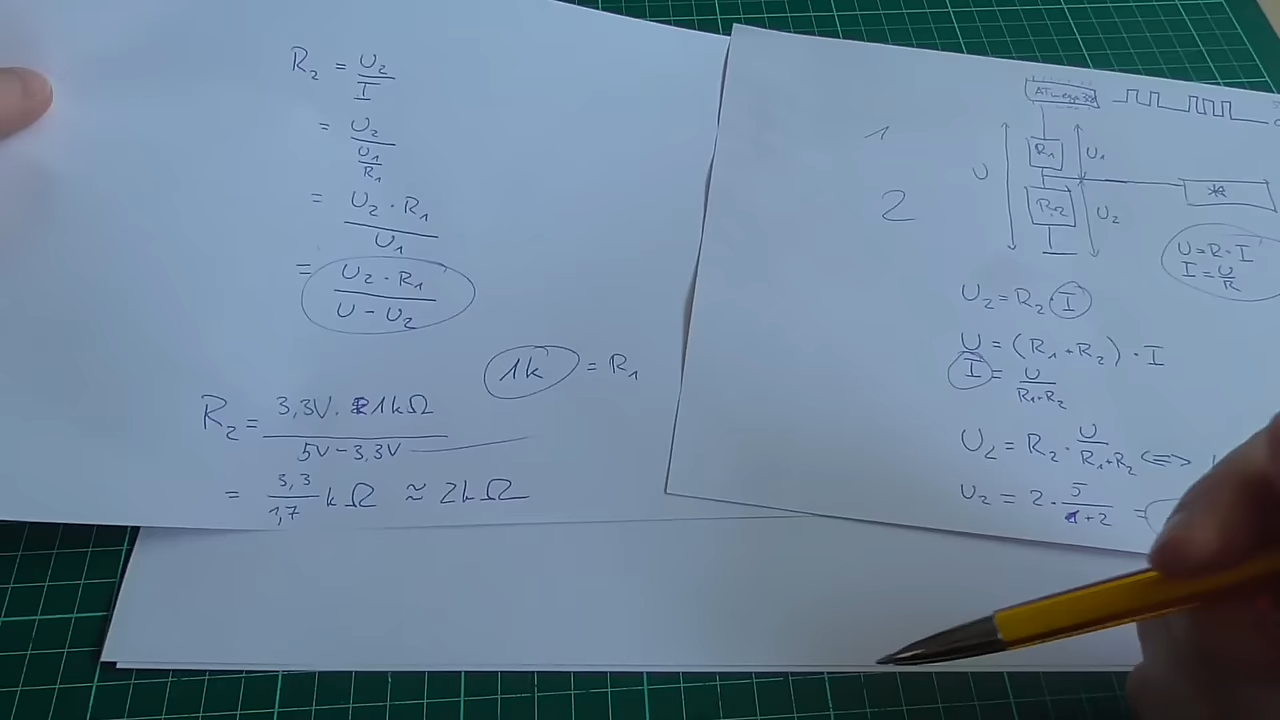 R₂ = U₂/I
= U₂/(U₁/R₁)
= (U₂ · R₁)/U₁
= (U₂ · R₁)/(U - U₂)
1k = R₁
R₂ = (3,3V · 1kΩ)/(5V - 3,3V)
= 3,3/1,7 kΩ ≈ 2kΩ
1
2
ATmega328
R₁
U₁
U
R₂
U₂
*
U = R · I
I = U/R
U₂ = R₂ I
U = (R₁ + R₂) · I
I = U/(R₁+R₂)
U₂ = R₂ · U/(R₁+R₂) <=>
U₂ = 2 · 5/(1+2) =